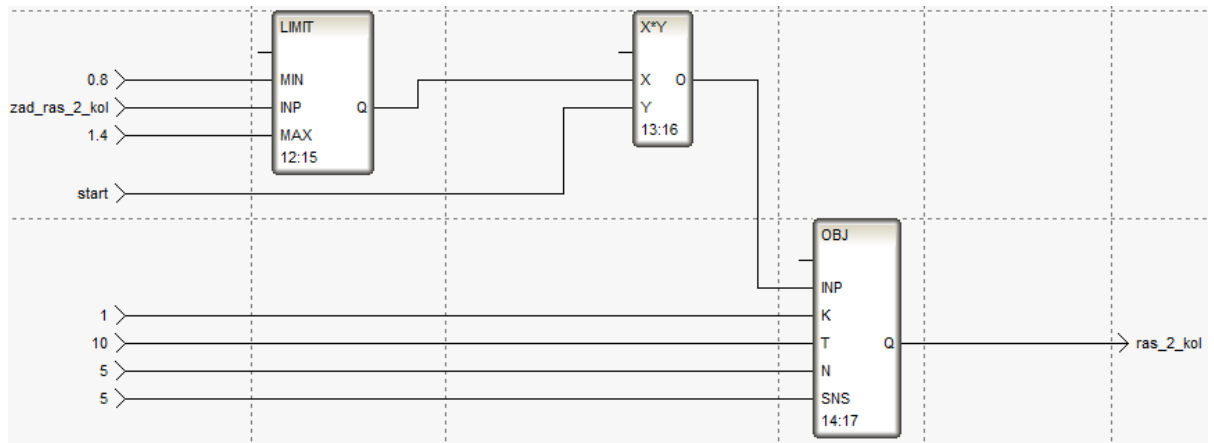 LIMIT
X*Y
0.8
MIN
X O
zad_ras_2_kol
INP Q
Y
1.4
MAX
13:16
12:15
start
OBJ
INP
1
K
10
T Q
ras_2_kol
5
N
5
SNS
14:17